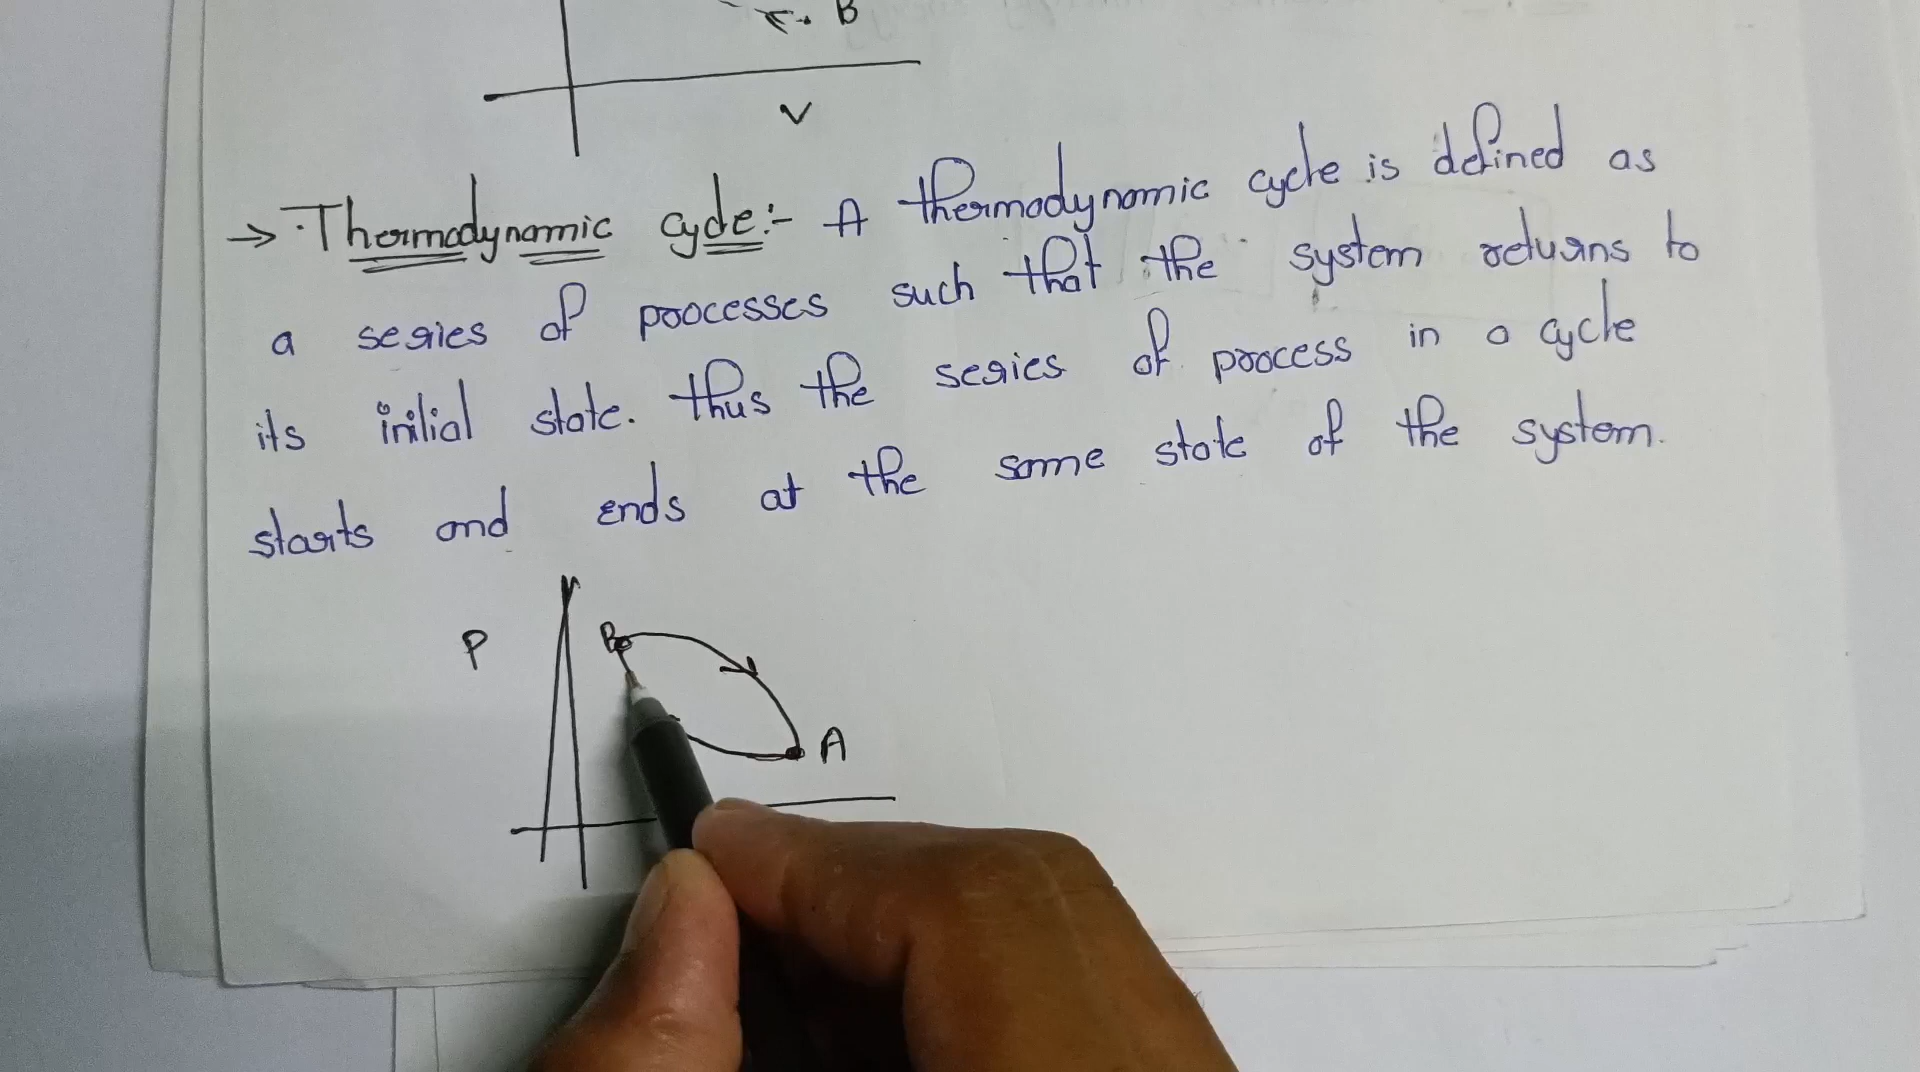 B
V
→ Thermodynamic cycle:- A thermodynamic cycle is defined as
a series of processes such that the system returns to
its initial state. thus the series of process in a cycle
starts and ends at the same state of the system.
P
B
A